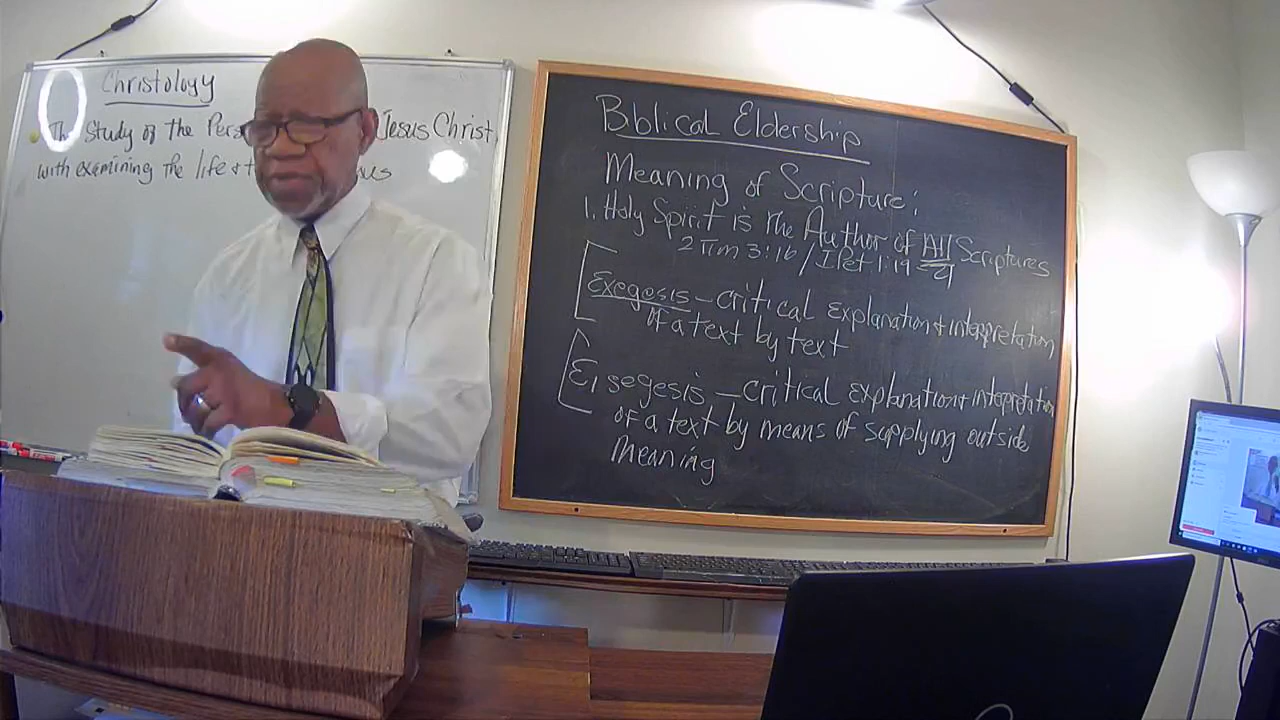 Christology
The Study of the Pers Jesus Christ
with examining the life & t us
Biblical Eldership
Meaning of Scripture:
1. Holy Spirit is the Author of All Scriptures
2 Tim 3:16 / I Pet 1:19-21
Exegesis - critical explanation & interpretation
of a text by text
Eisegesis - critical explanation & interpretation
of a text by means of supplying outside
Meaning